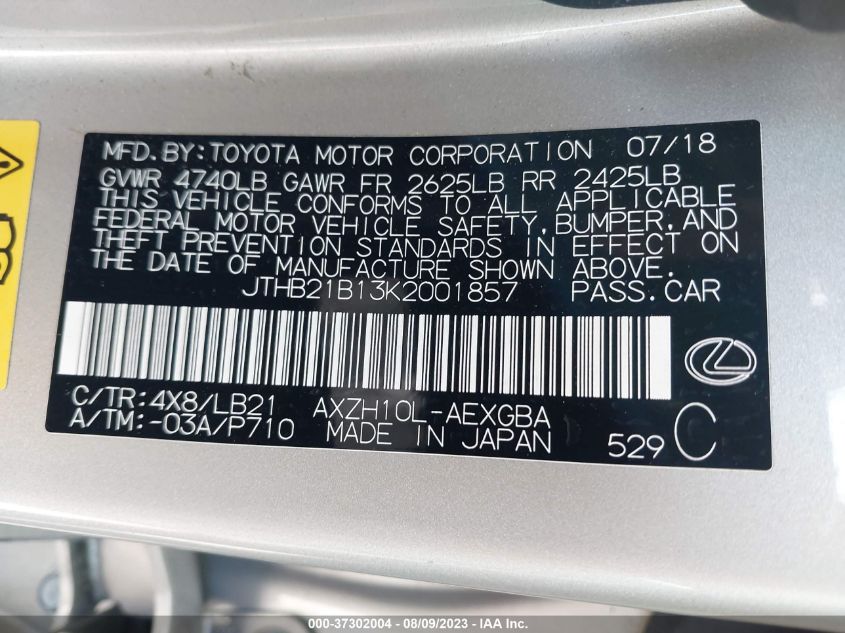 MFD.BY:TOYOTA MOTOR CORPORATION 07/18
GVWR 4740LB GAWR FR 2625LB RR 2425LB
THIS VEHICLE CONFORMS TO ALL APPLICABLE
FEDERAL MOTOR VEHICLE SAFETY,BUMPER,AND
THEFT PREVENTION STANDARDS IN EFFECT ON
THE DATE OF MANUFACTURE SHOWN ABOVE.
JTHB21B13K2001857 PASS.CAR
C/TR:4X8/LB21 AXZH10L-AEXGBA
A/TM:-03A/P710 MADE IN JAPAN 529 C
000-37302004 - 08/09/2023 - IAA Inc.